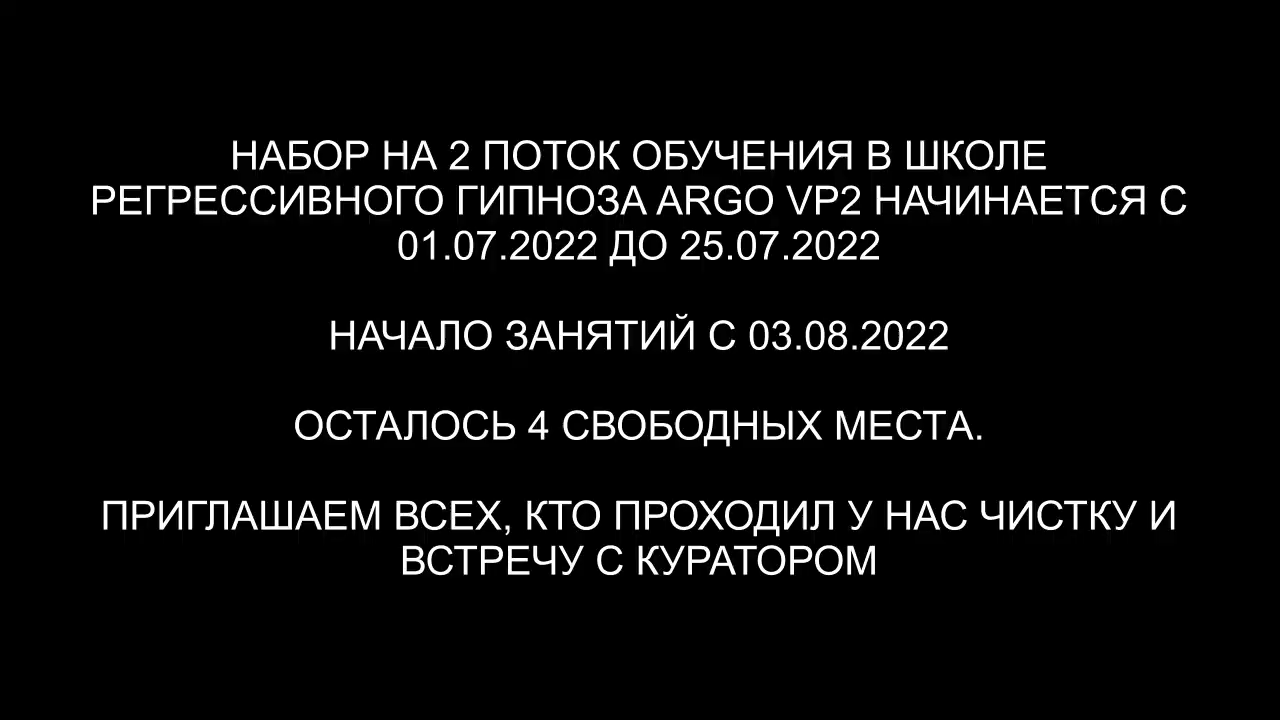 НАБОР НА 2 ПОТОК ОБУЧЕНИЯ В ШКОЛЕ
РЕГРЕССИВНОГО ГИПНОЗА ARGO VP2 НАЧИНАЕТСЯ С
01.07.2022 ДО 25.07.2022
НАЧАЛО ЗАНЯТИЙ С 03.08.2022
ОСТАЛОСЬ 4 СВОБОДНЫХ МЕСТА.
ПРИГЛАШАЕМ ВСЕХ, КТО ПРОХОДИЛ У НАС ЧИСТКУ И
ВСТРЕЧУ С КУРАТОРОМ